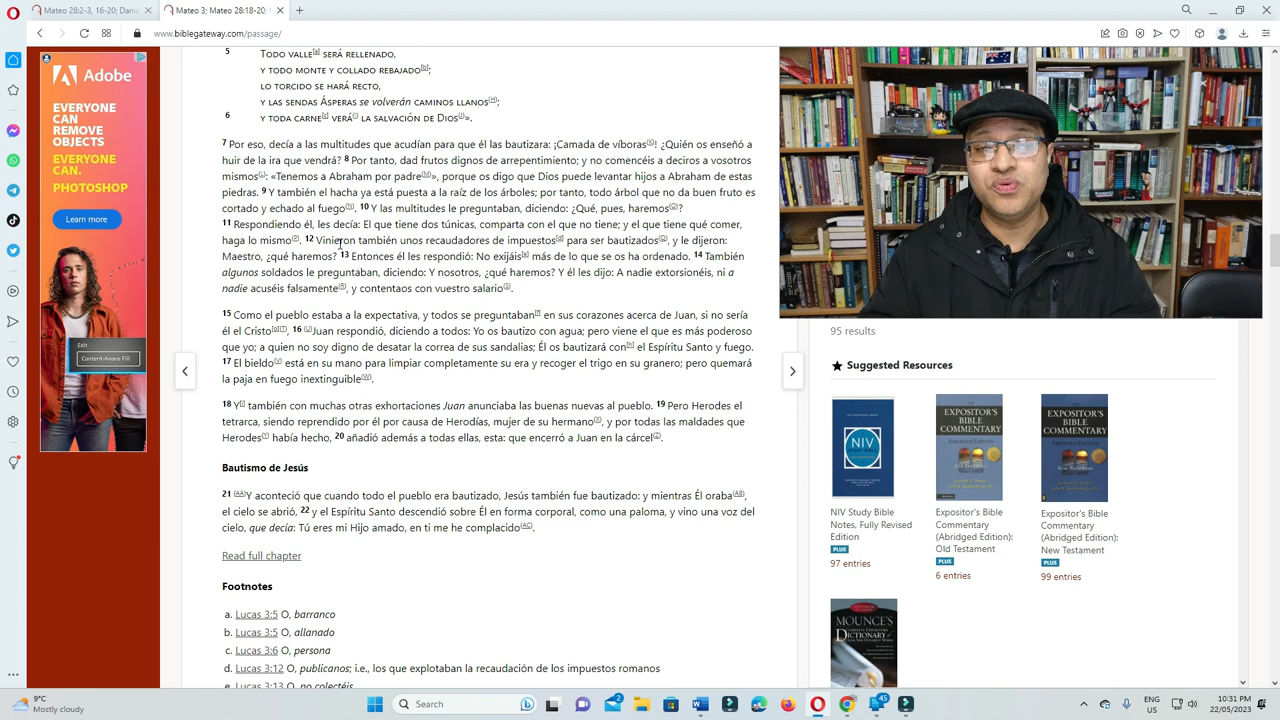 Mateo 28:2-3, 16-20; Danie
Mateo 3; Mateo 28:18-20;
www.biblegateway.com/passage/
Adobe
EVERYONE
CAN
REMOVE
OBJECTS
EVERYONE
CAN.
PHOTOSHOP
Learn more
Edit
Content-Aware Fill
5 Todo valle[a] será rellenado,
y todo monte y collado rebajado[b];
lo torcido se hará recto,
y las sendas ásperas se volverán caminos llanos[H];
6 y toda carne[c] verá[I] la salvación de Dios[J]».
7 Por eso, decía a las multitudes que acudían para que él las bautizara: ¡Camada de víboras[K]! ¿Quién os enseñó a
huir de la ira que vendrá? 8 Por tanto, dad frutos dignos de arrepentimiento; y no comencéis a deciros a vosotros
mismos[L]: «Tenemos a Abraham por padre[M]», porque os digo que Dios puede levantar hijos a Abraham de estas
piedras. 9 Y también el hacha ya está puesta a la raíz de los árboles; por tanto, todo árbol que no da buen fruto es
cortado y echado al fuego[N]. 10 Y las multitudes le preguntaban, diciendo: ¿Qué, pues, haremos[O]?
11 Respondiendo él, les decía: El que tiene dos túnicas, comparta con el que no tiene; y el que tiene qué comer,
haga lo mismo[P]. 12 Vinieron también unos recaudadores de impuestos[d] para ser bautizados[Q], y le dijeron:
Maestro, ¿qué haremos? 13 Entonces él les respondió: No exijáis[e] más de lo que se os ha ordenado. 14 También
algunos soldados le preguntaban, diciendo: Y nosotros, ¿qué haremos? Y él les dijo: A nadie extorsionéis, ni a
nadie acuséis falsamente[R], y contentaos con vuestro salario[S].
15 Como el pueblo estaba a la expectativa, y todos se preguntaban[f] en sus corazones acerca de Juan, si no sería
él el Cristo[g][T], 16 [U]Juan respondió, diciendo a todos: Yo os bautizo con agua; pero viene el que es más poderoso
que yo; a quien no soy digno de desatar la correa de sus sandalias; Él os bautizará con[h] el Espíritu Santo y fuego.
17 El bieldo[V] está en su mano para limpiar completamente su era y recoger el trigo en su granero; pero quemará
la paja en fuego inextinguible[W].
18 Y[i] también con muchas otras exhortaciones Juan anunciaba las buenas nuevas al pueblo. 19 Pero Herodes el
tetrarca, siendo reprendido por él por causa de Herodías, mujer de su hermano[X], y por todas las maldades que
Herodes[Y] había hecho, 20 añadió además a todas ellas, esta: que encerró a Juan en la cárcel[Z].
Bautismo de Jesús
21 [AA]Y aconteció que cuando todo el pueblo era bautizado, Jesús también fue bautizado: y mientras Él oraba[AB],
el cielo se abrió, 22 y el Espíritu Santo descendió sobre Él en forma corporal, como una paloma, y vino una voz del
cielo, que decía: Tú eres mi Hijo amado, en ti me he complacido[AC].
Read full chapter
Footnotes
a. Lucas 3:5 O, barranco
b. Lucas 3:5 O, allanado
c. Lucas 3:6 O, persona
d. Lucas 3:12 O, publicanos; i.e., los que explotaban la recaudación de los impuestos romanos
e. Lucas 3:13 O, no colectéis
95 results
Suggested Resources
NIV
NIV Study Bible
Notes, Fully Revised
Edition
PLUS
97 entries
EXPOSITOR'S
BIBLE
COMMENTARY
Expositor's Bible
Commentary
(Abridged Edition):
Old Testament
PLUS
6 entries
EXPOSITOR'S
BIBLE
COMMENTARY
Expositor's Bible
Commentary
(Abridged Edition):
New Testament
PLUS
99 entries
MOUNCE'S
DICTIONARY
9°C
Mostly cloudy
Search
2
45
ENG
US
10:31 PM
22/05/2023